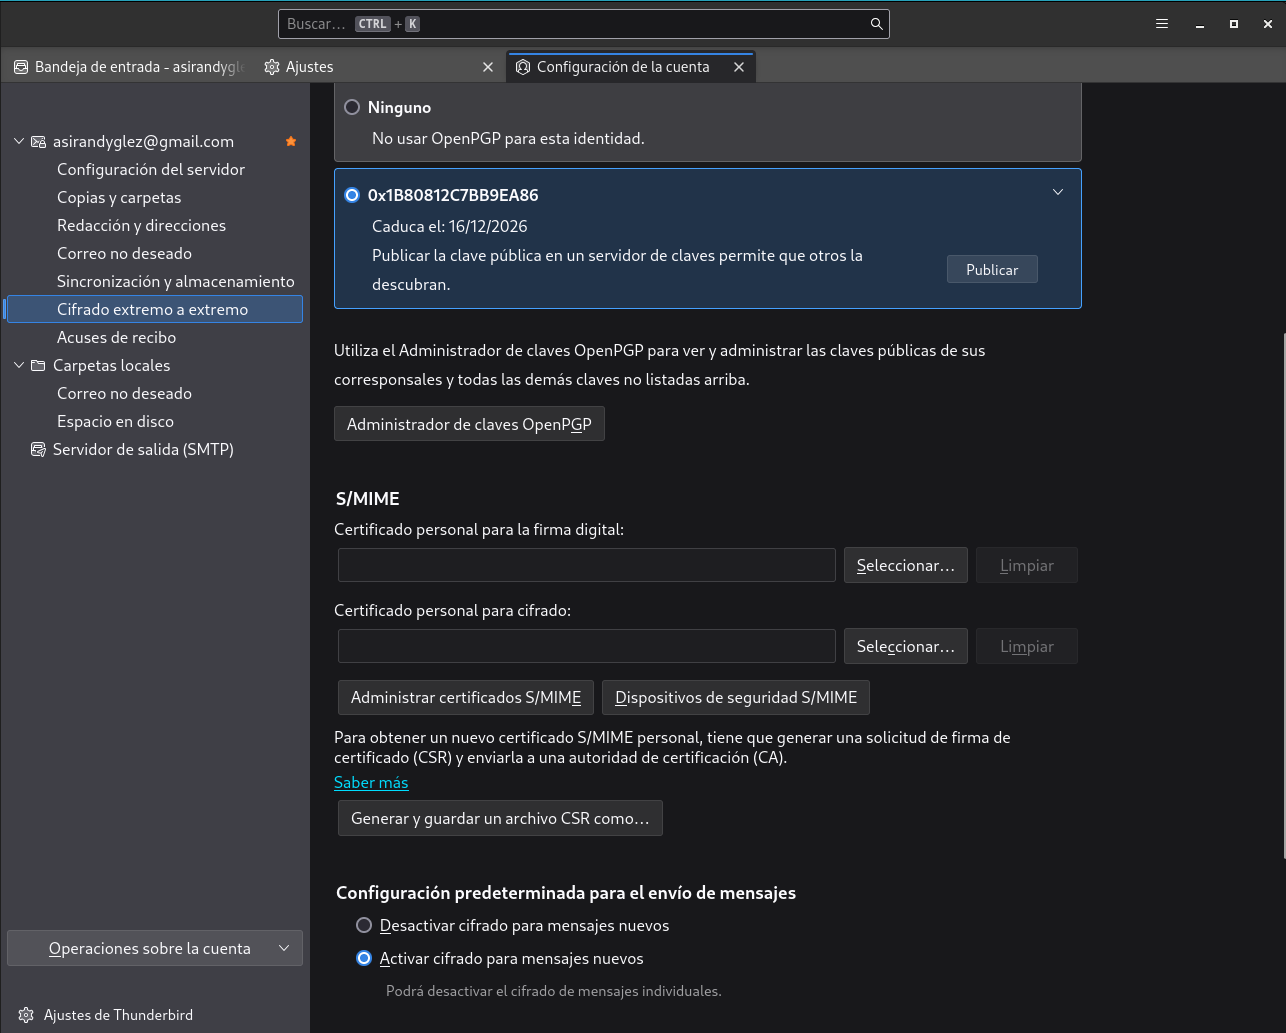 Buscar… CTRL + K
Bandeja de entrada - asirandygle
Ajustes
Configuración de la cuenta
asirandyglez@gmail.com
Configuración del servidor
Copias y carpetas
Redacción y direcciones
Correo no deseado
Sincronización y almacenamiento
Cifrado extremo a extremo
Acuses de recibo
Carpetas locales
Correo no deseado
Espacio en disco
Servidor de salida (SMTP)
Operaciones sobre la cuenta
Ajustes de Thunderbird
Ninguno
No usar OpenPGP para esta identidad.
0x1B80812C7BB9EA86
Caduca el: 16/12/2026
Publicar la clave pública en un servidor de claves permite que otros la
descubran.
Publicar
Utiliza el Administrador de claves OpenPGP para ver y administrar las claves públicas de sus
corresponsales y todas las demás claves no listadas arriba.
Administrador de claves OpenPGP
S/MIME
Certificado personal para la firma digital:
Seleccionar…
Limpiar
Certificado personal para cifrado:
Seleccionar…
Limpiar
Administrar certificados S/MIME
Dispositivos de seguridad S/MIME
Para obtener un nuevo certificado S/MIME personal, tiene que generar una solicitud de firma de
certificado (CSR) y enviarla a una autoridad de certificación (CA).
Saber más
Generar y guardar un archivo CSR como…
Configuración predeterminada para el envío de mensajes
Desactivar cifrado para mensajes nuevos
Activar cifrado para mensajes nuevos
Podrá desactivar el cifrado de mensajes individuales.